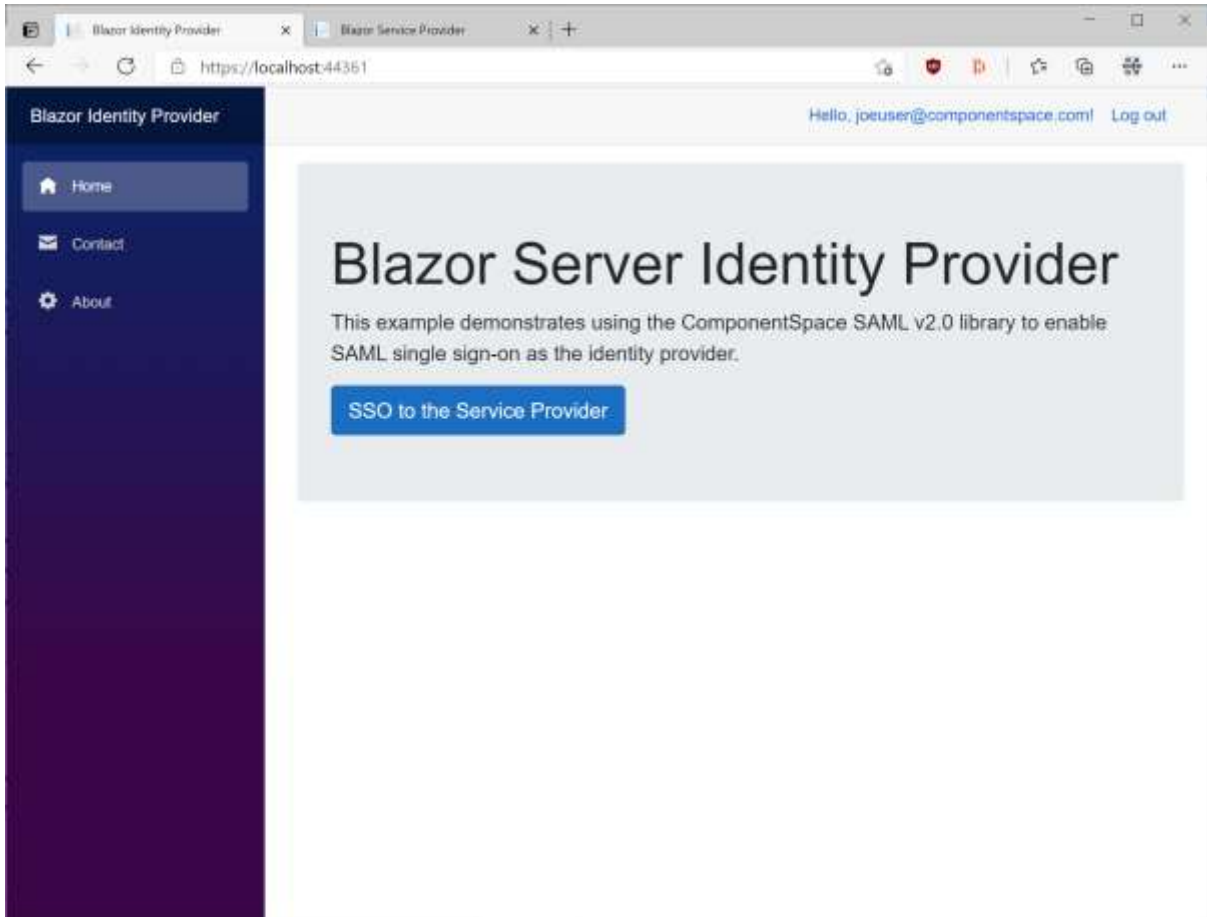 Blazor Identity Provider
Blazor Service Provider
https://localhost:44361
Blazor Identity Provider
Hello, joeuser@componentspace.com! Log out
Home
Contact
About
Blazor Server Identity Provider
This example demonstrates using the ComponentSpace SAML v2.0 library to enable
SAML single sign-on as the identity provider.
SSO to the Service Provider